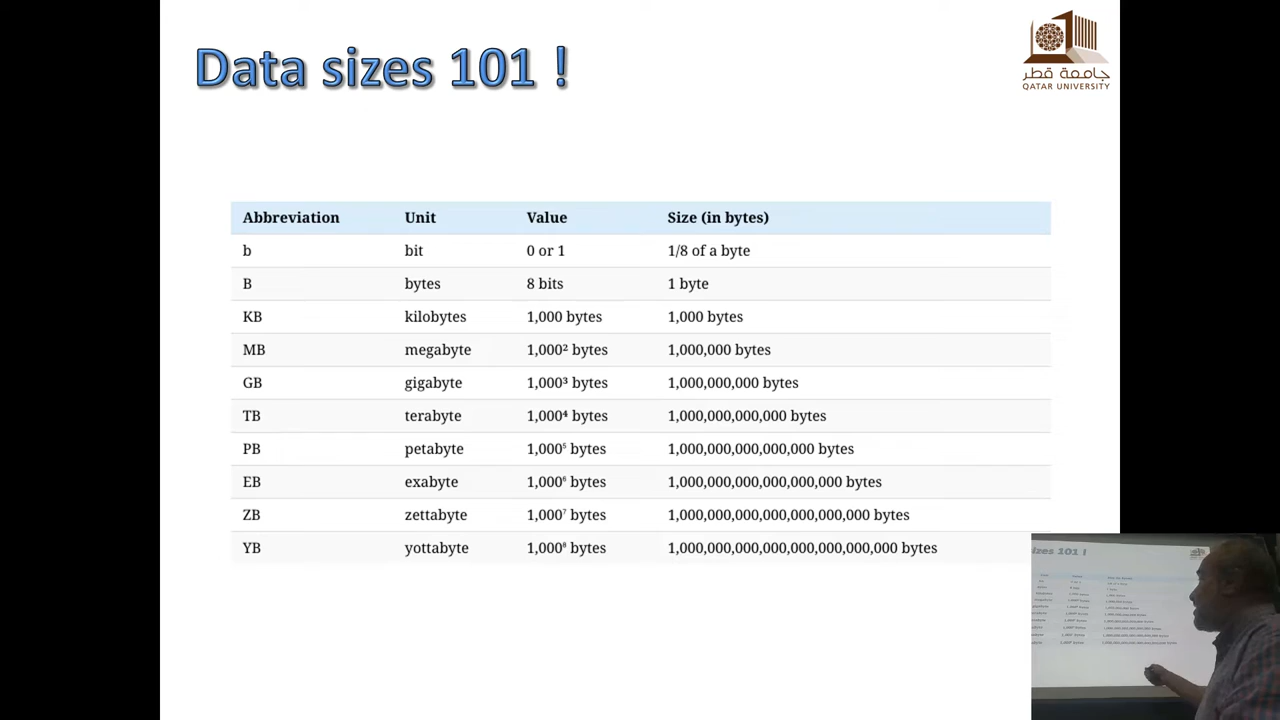 Data sizes 101 !
جامعة قطر
QATAR UNIVERSITY
Abbreviation Unit Value Size (in bytes)
b bit 0 or 1 1/8 of a byte
B bytes 8 bits 1 byte
KB kilobytes 1,000 bytes 1,000 bytes
MB megabyte 1,000² bytes 1,000,000 bytes
GB gigabyte 1,000³ bytes 1,000,000,000 bytes
TB terabyte 1,000⁴ bytes 1,000,000,000,000 bytes
PB petabyte 1,000⁵ bytes 1,000,000,000,000,000 bytes
EB exabyte 1,000⁶ bytes 1,000,000,000,000,000,000 bytes
ZB zettabyte 1,000⁷ bytes 1,000,000,000,000,000,000,000 bytes
YB yottabyte 1,000⁸ bytes 1,000,000,000,000,000,000,000,000 bytes
sizes 101 !